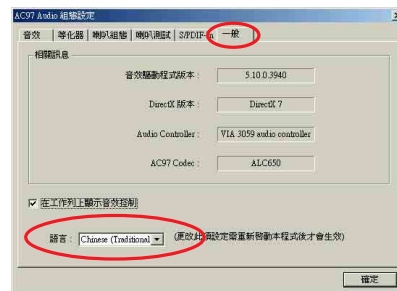 AC97 Audio 組態設定
音效 等化器 喇叭組態 喇叭測試 S/PDIF-In 一般
相關訊息
音效驅動程式版本： 5.10.0.3940
DirectX 版本： DirectX 7
Audio Controller： VIA 3059 audio controller
AC97 Codec： ALC650
在工作列上顯示音效控制
語言： Chinese (Traditional (更改此項設定需重新啟動本程式後才會生效)
確定